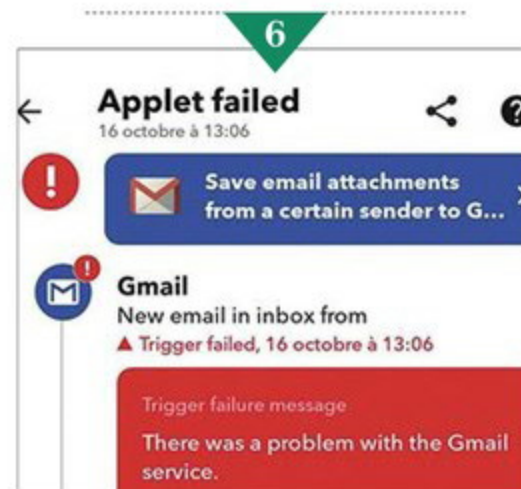 6
Applet failed
16 octobre à 13:06
Save email attachments
from a certain sender to G...
Gmail
New email in inbox from
▲ Trigger failed, 16 octobre à 13:06
Trigger failure message
There was a problem with the Gmail
service.